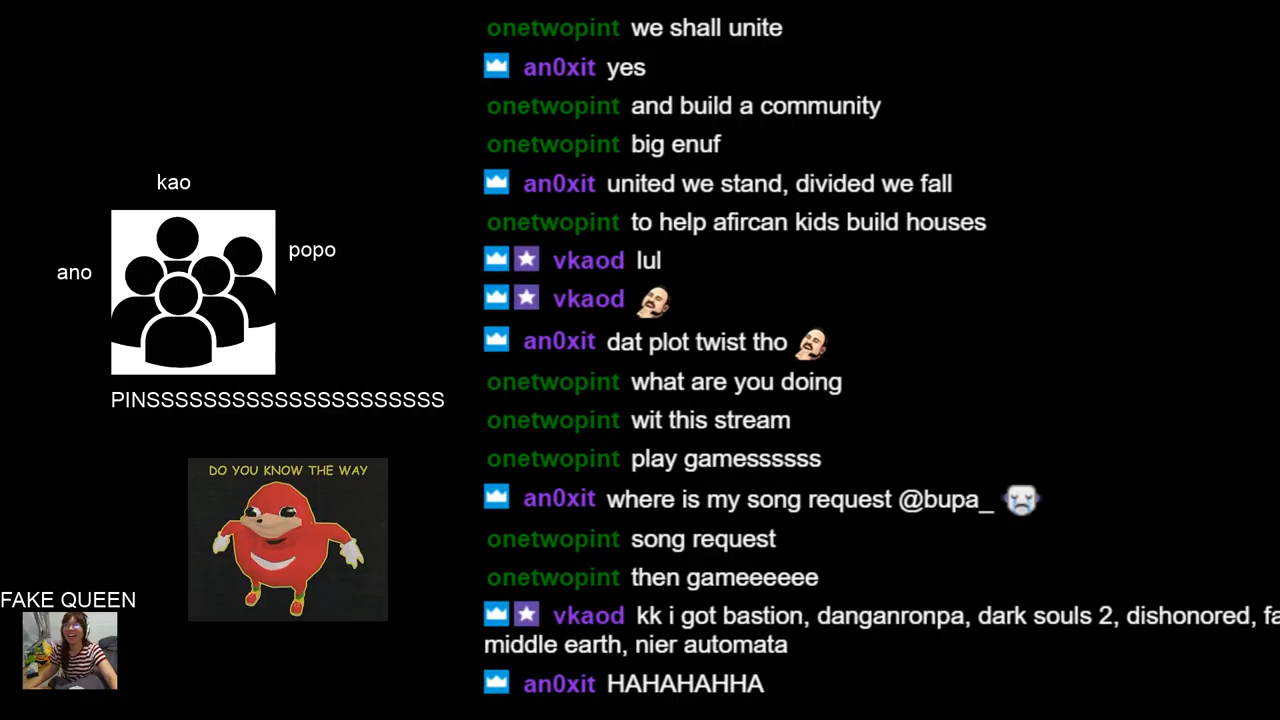 onetwopint we shall unite
an0xit yes
onetwopint and build a community
onetwopint big enuf
an0xit united we stand, divided we fall
onetwopint to help afircan kids build houses
vkaod lul
vkaod
an0xit dat plot twist tho
onetwopint what are you doing
onetwopint wit this stream
onetwopint play gamesssssss
an0xit where is my song request @bupa_
onetwopint song request
onetwopint then gameeeeee
vkaod kk i got bastion, danganronpa, dark souls 2, dishonored, fa
middle earth, nier automata
an0xit HAHAHAHHA
kao
popo
ano
PINSSSSSSSSSSSSSSSSSSSSS
DO YOU KNOW THE WAY
FAKE QUEEN